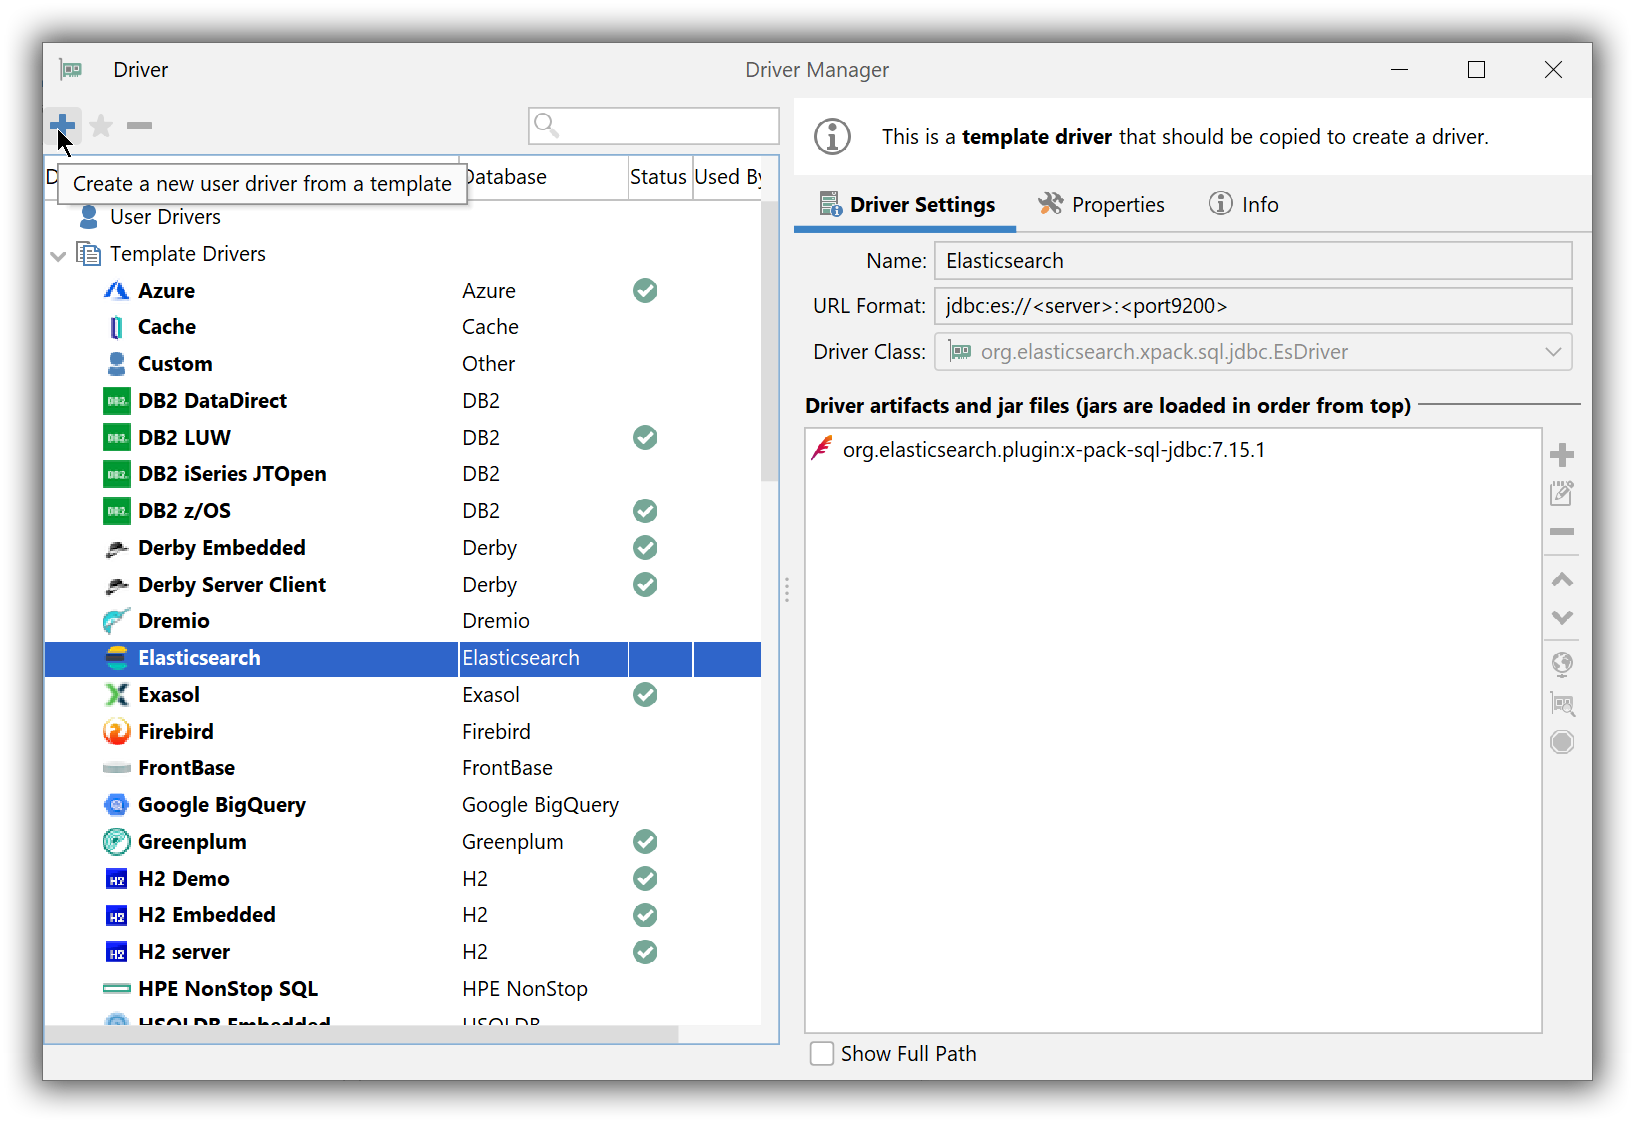 Driver
Driver Manager
This is a template driver that should be copied to create a driver.
D
Create a new user driver from a template
Database
Status
Used By
User Drivers
Template Drivers
Azure Azure
Cache Cache
Custom Other
DB2 DataDirect DB2
DB2 LUW DB2
DB2 iSeries JTOpen DB2
DB2 z/OS DB2
Derby Embedded Derby
Derby Server Client Derby
Dremio Dremio
Elasticsearch Elasticsearch
Exasol Exasol
Firebird Firebird
FrontBase FrontBase
Google BigQuery Google BigQuery
Greenplum Greenplum
H2 Demo H2
H2 Embedded H2
H2 server H2
HPE NonStop SQL HPE NonStop
HSQLDB Embedded HSQLDB
Driver Settings
Properties
Info
Name: Elasticsearch
URL Format: jdbc:es://<server>:<port9200>
Driver Class: org.elasticsearch.xpack.sql.jdbc.EsDriver
Driver artifacts and jar files (jars are loaded in order from top)
org.elasticsearch.plugin:x-pack-sql-jdbc:7.15.1
Show Full Path